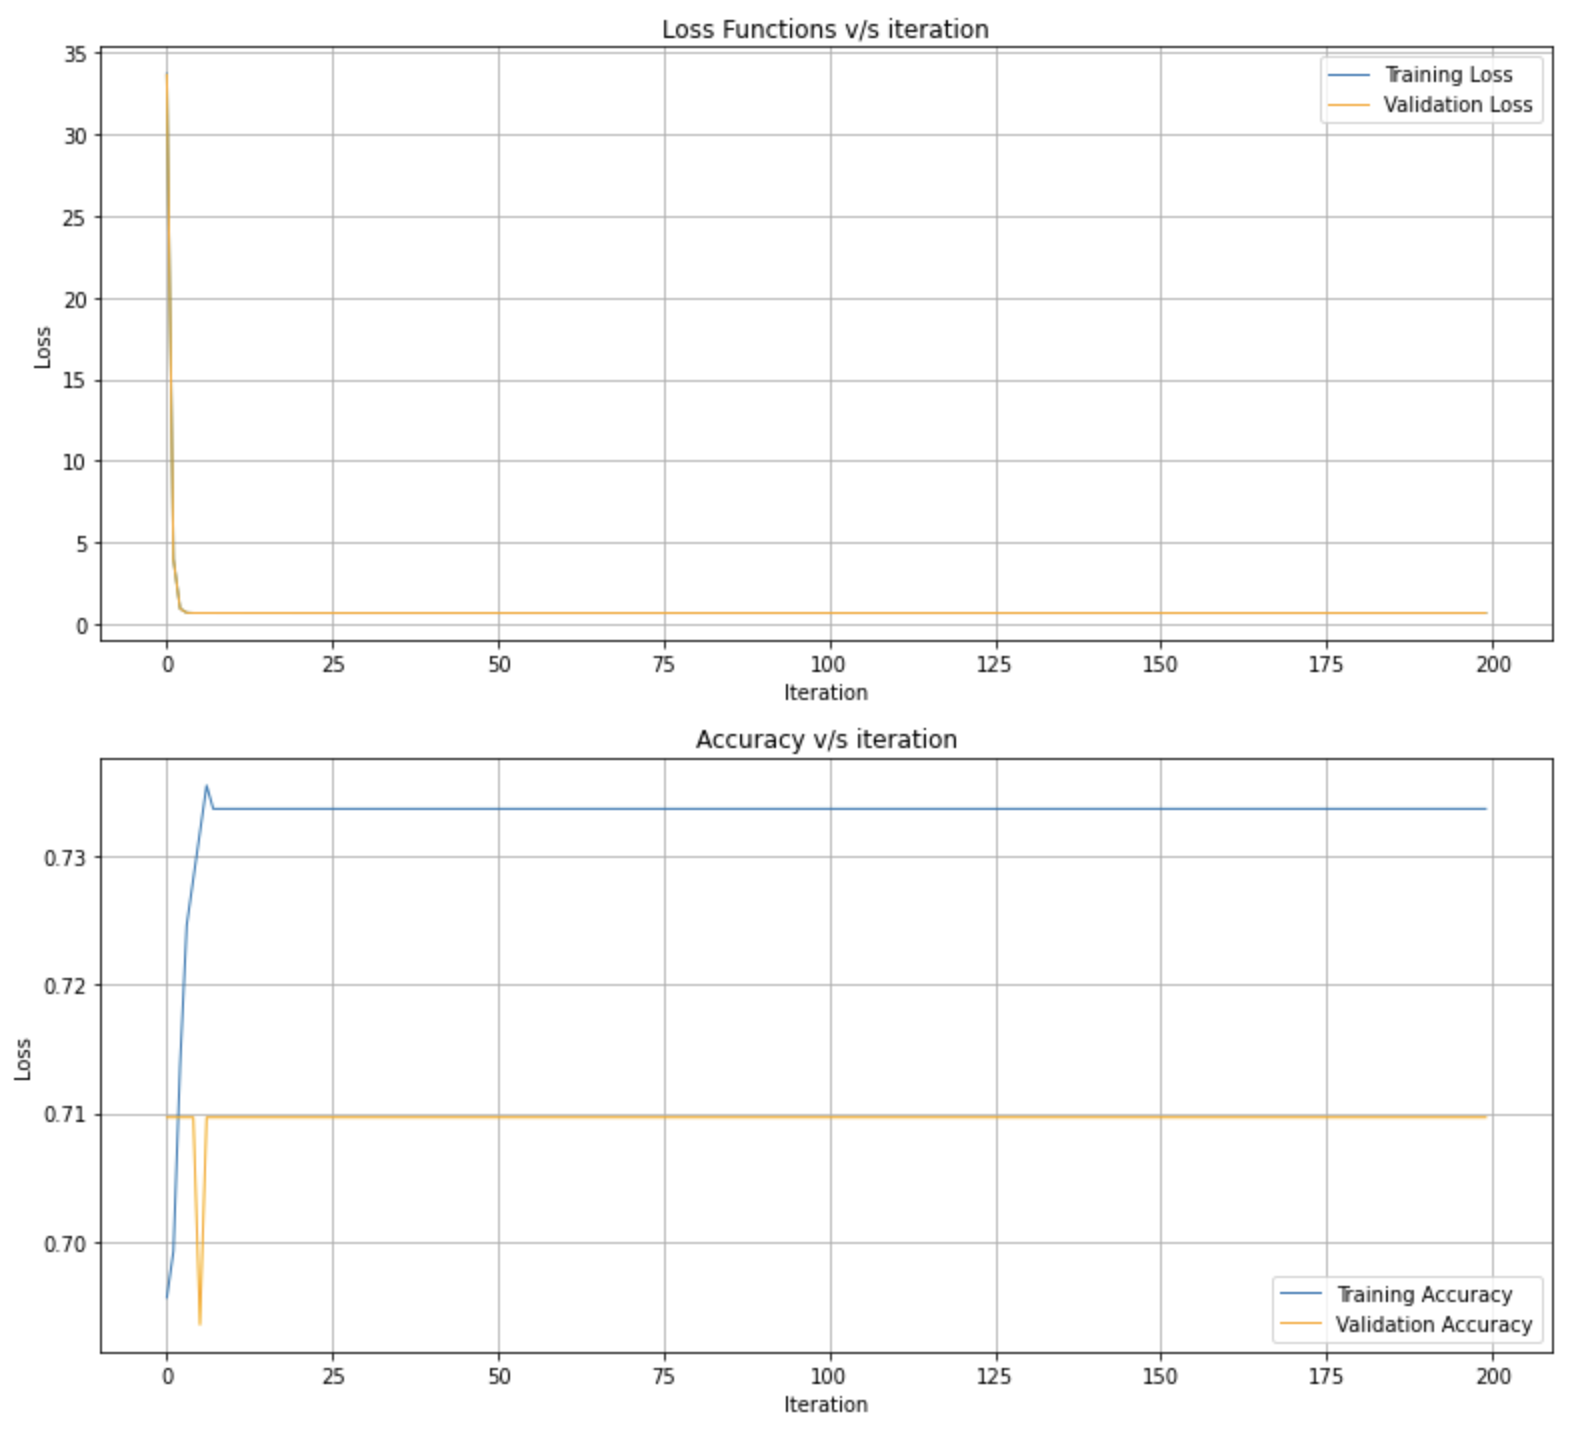 Loss Functions v/s iteration
35
30
25
20
15
10
5
0
Loss
Training Loss
Validation Loss
0 25 50 75 100 125 150 175 200
Iteration
Accuracy v/s iteration
0.73
0.72
0.71
0.70
Loss
Training Accuracy
Validation Accuracy
0 25 50 75 100 125 150 175 200
Iteration